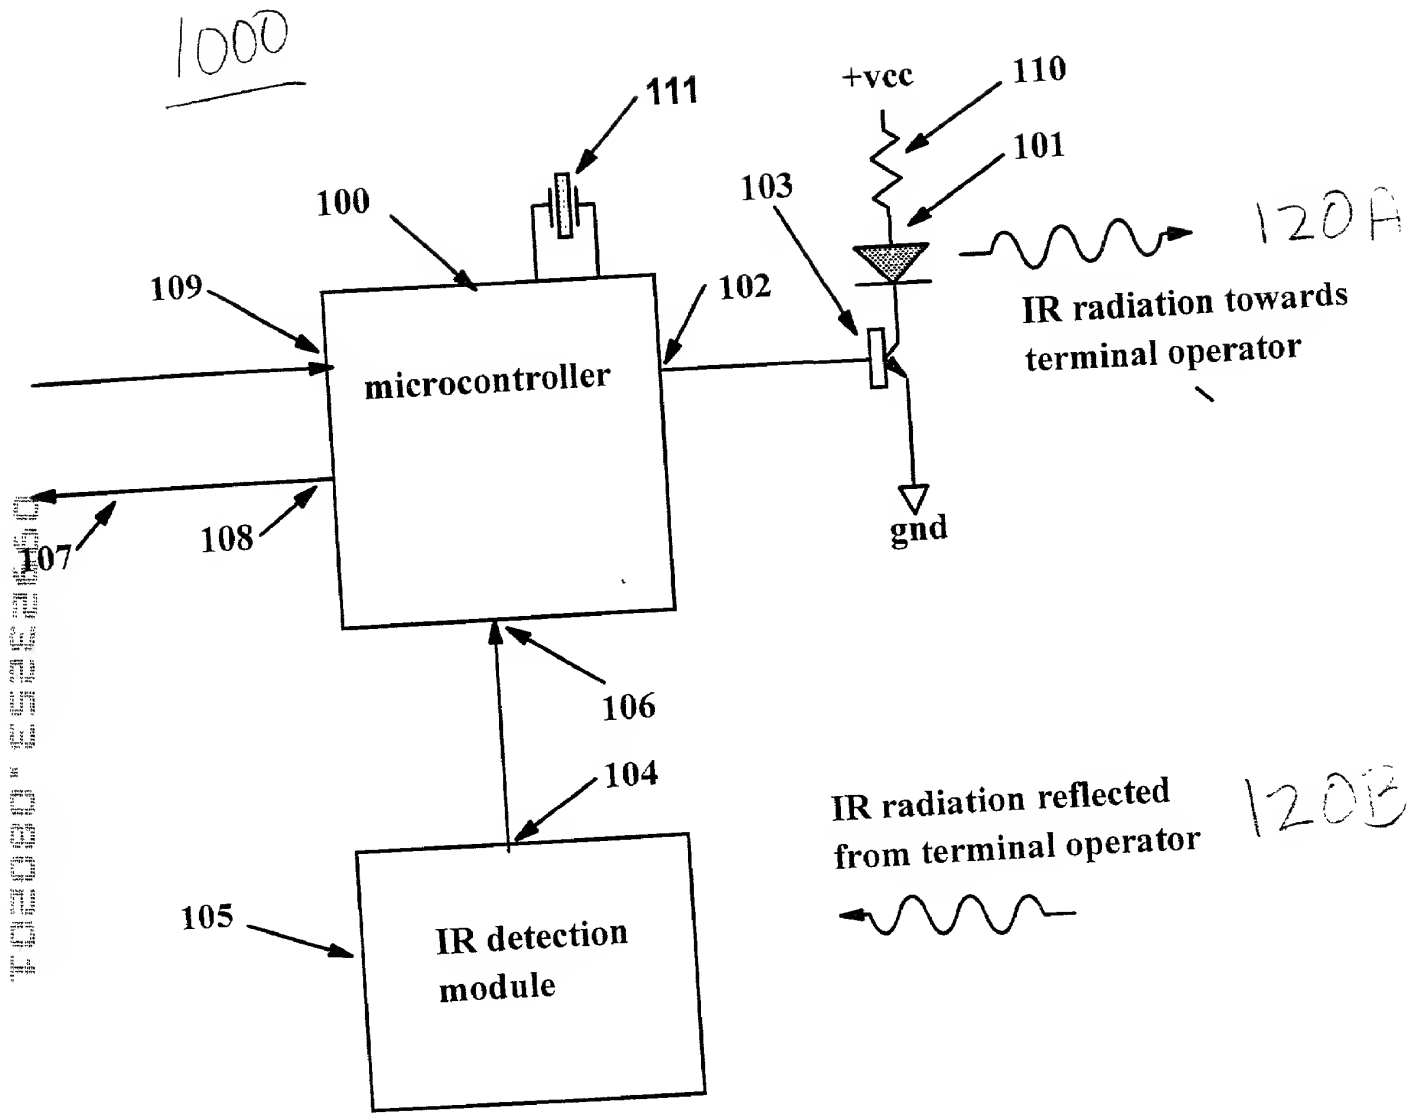 1000
111
+vcc
110
101
103
100
120A
109
102
IR radiation towards
terminal operator
microcontroller
107
108
gnd
106
104
IR radiation reflected
from terminal operator
120B
105
IR detection
module